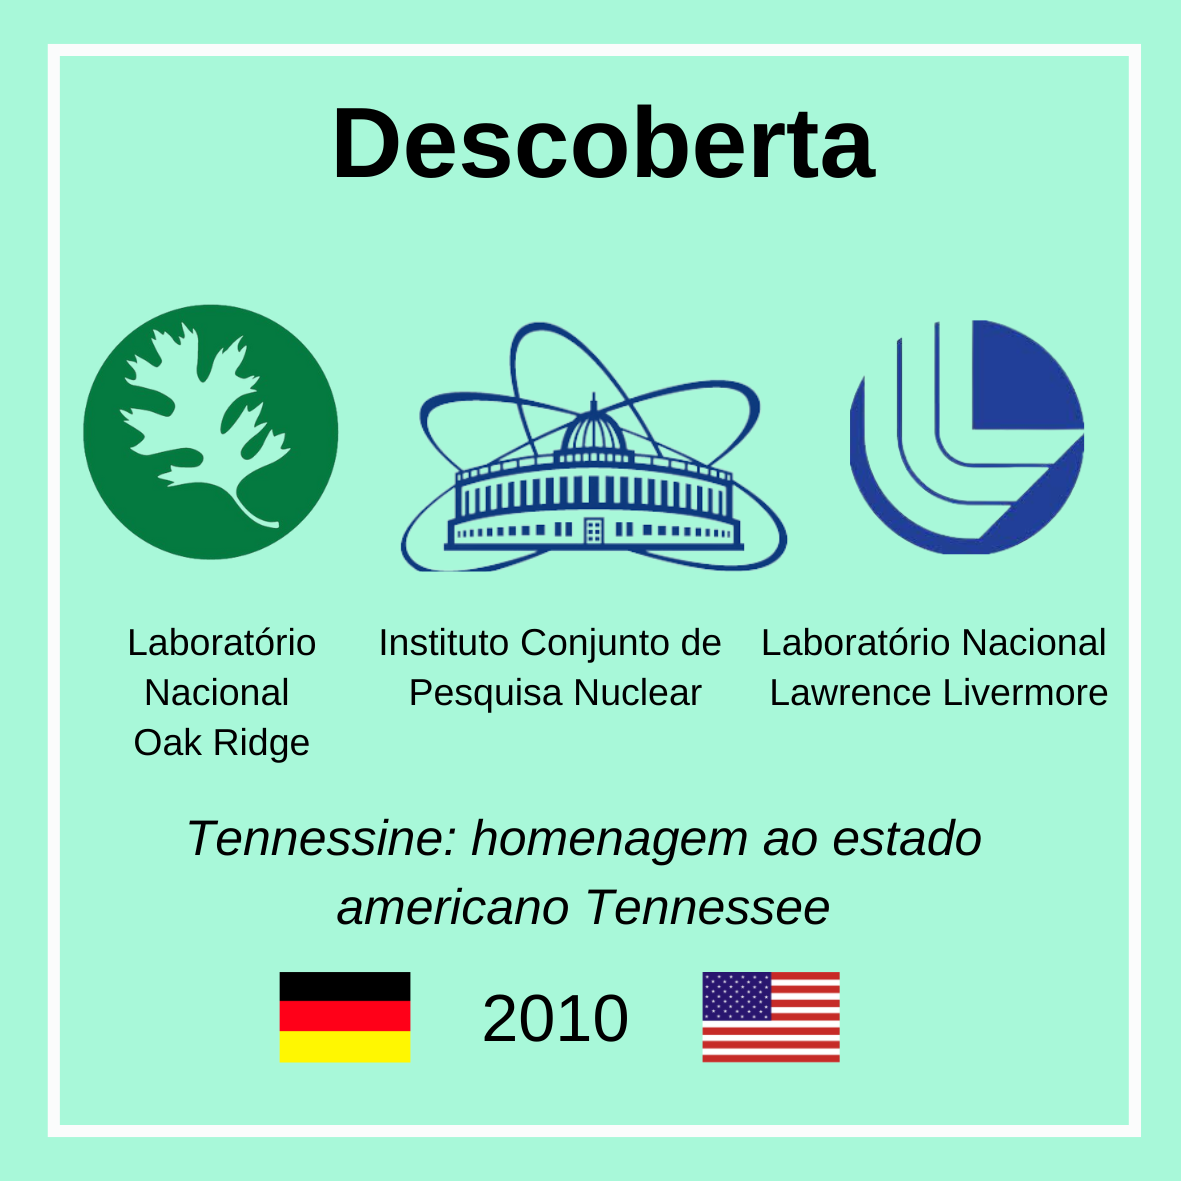 Descoberta
Laboratório
Nacional
Oak Ridge
Instituto Conjunto de
Pesquisa Nuclear
Laboratório Nacional
Lawrence Livermore
Tennessine: homenagem ao estado
americano Tennessee
2010